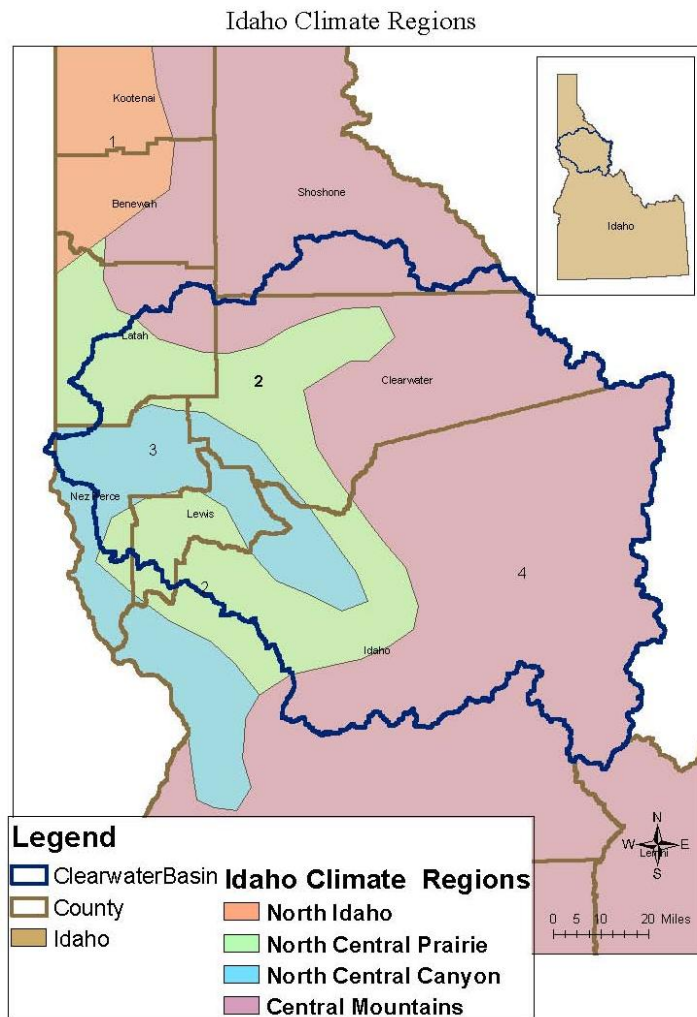 Idaho Climate Regions
Kootenai
1
Benewah
Shoshone
Idaho
Latah
2
Clearwater
3
Nez Perce
Lewis
2
4
Idaho
N
W E
S
Lemhi
0 5 10 20 Miles
Legend
ClearwaterBasin
County
Idaho
Idaho Climate Regions
North Idaho
North Central Prairie
North Central Canyon
Central Mountains